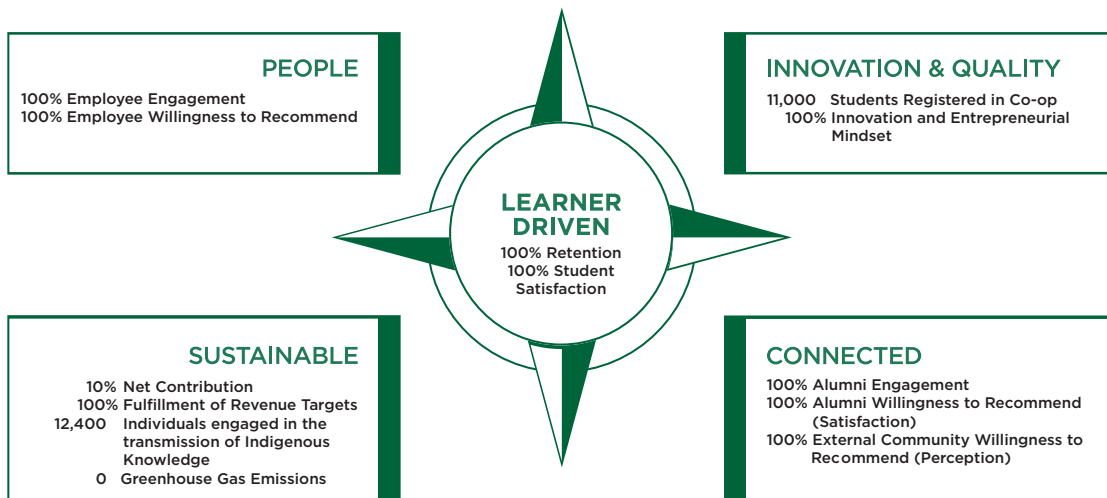 PEOPLE
100% Employee Engagement
100% Employee Willingness to Recommend
INNOVATION & QUALITY
11,000 Students Registered in Co-op
100% Innovation and Entrepreneurial
Mindset
LEARNER
DRIVEN
100% Retention
100% Student
Satisfaction
SUSTAINABLE
10% Net Contribution
100% Fulfillment of Revenue Targets
12,400 Individuals engaged in the
transmission of Indigenous
Knowledge
0 Greenhouse Gas Emissions
CONNECTED
100% Alumni Engagement
100% Alumni Willingness to Recommend
(Satisfaction)
100% External Community Willingness to
Recommend (Perception)